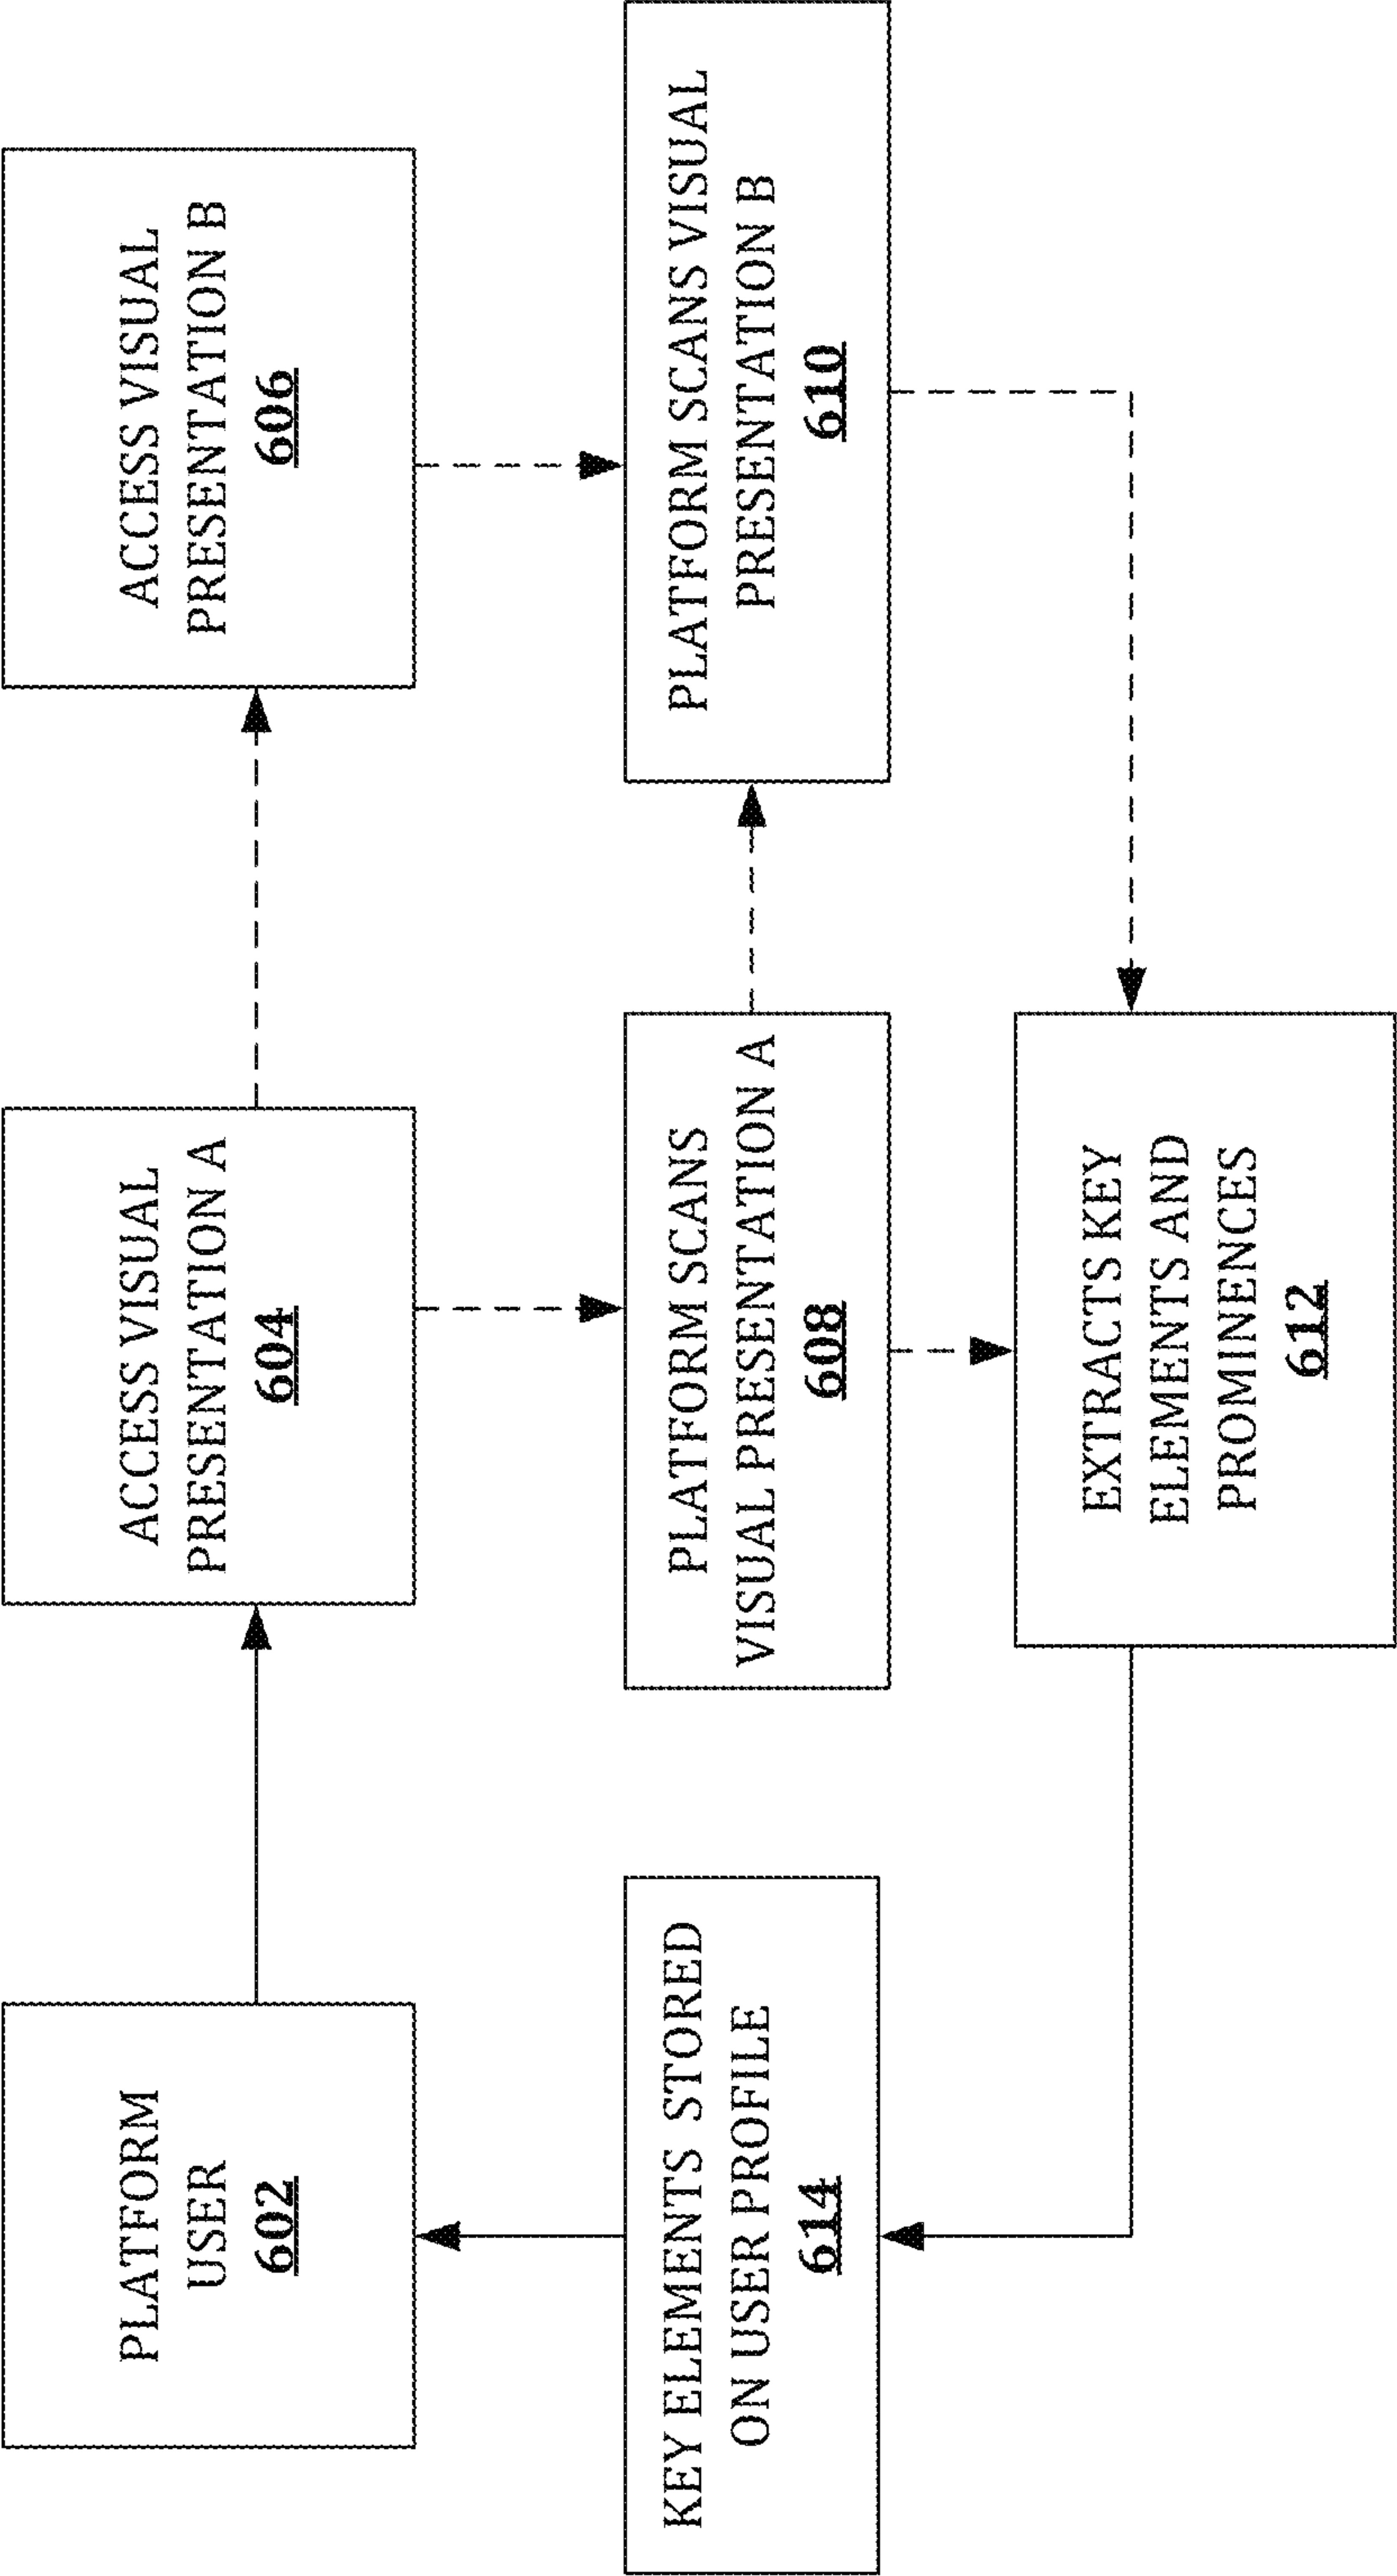 PLATFORM
USER
602
ACCESS VISUAL
PRESENTATION A
604
ACCESS VISUAL
PRESENTATION B
606
KEY ELEMENTS STORED
ON USER PROFILE
614
PLATFORM SCANS
VISUAL PRESENTATION A
608
PLATFORM SCANS VISUAL
PRESENTATION B
610
EXTRACTS KEY
ELEMENTS AND
PROMINENCES
612